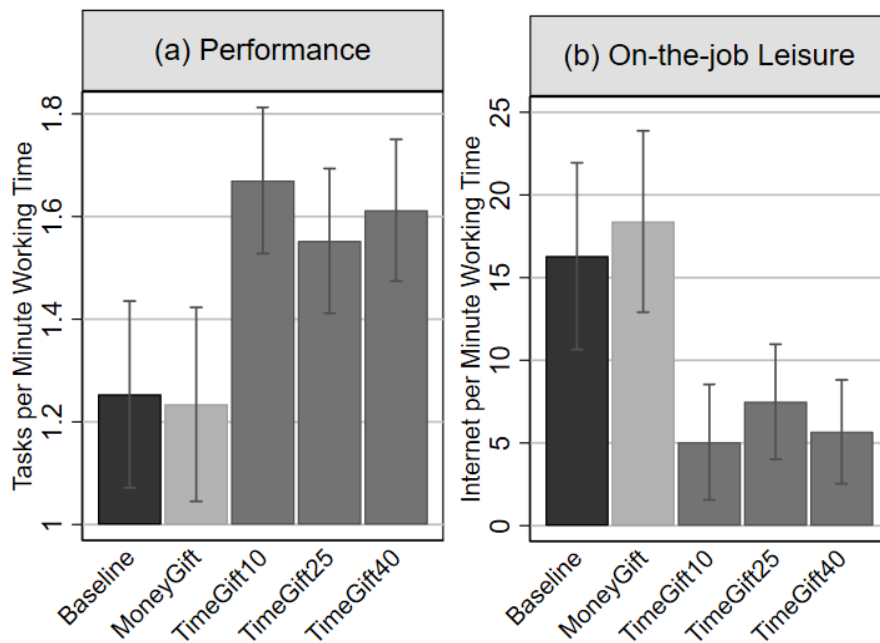 (a) Performance
Tasks per Minute Working Time
1.8
1.6
1.4
1.2
1
Baseline
MoneyGift
TimeGift10
TimeGift25
TimeGift40
(b) On-the-job Leisure
Internet per Minute Working Time
25
20
15
10
5
0
Baseline
MoneyGift
TimeGift10
TimeGift25
TimeGift40